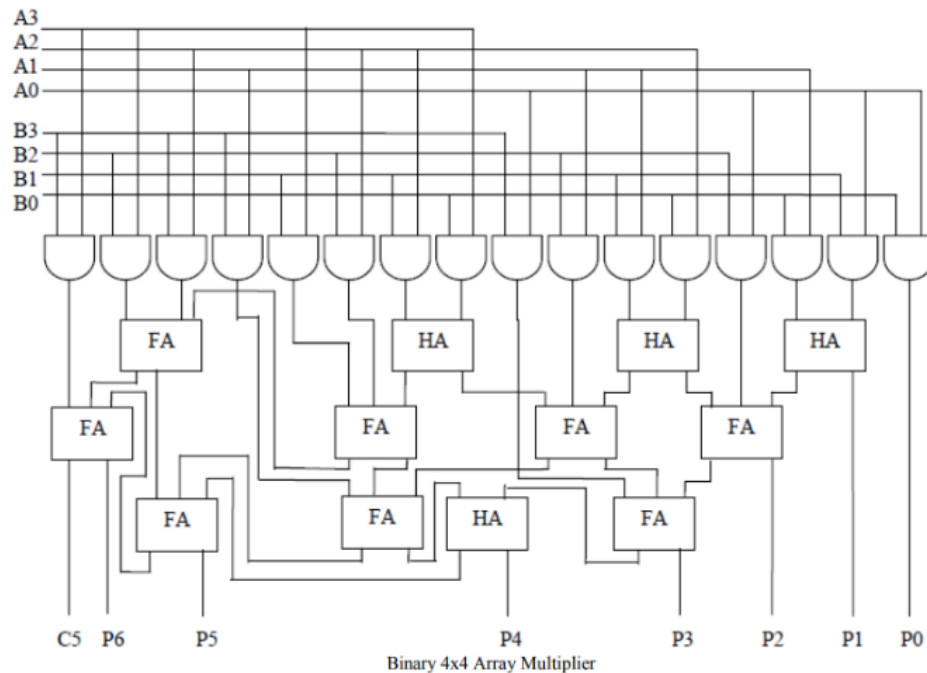 A3
A2
A1
A0
B3
B2
B1
B0
FA HA HA HA
FA FA FA FA
FA FA HA FA
C5 P6 P5 P4 P3 P2 P1 P0
Binary 4x4 Array Multiplier